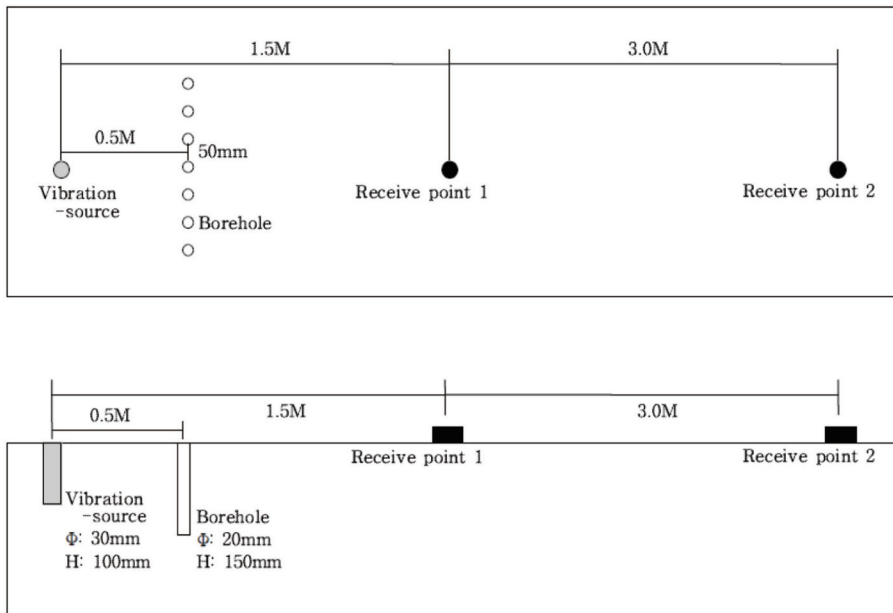 1.5M
3.0M
0.5M
50mm
Vibration
-source
Receive point 1
Receive point 2
Borehole
0.5M
1.5M
3.0M
Receive point 1
Receive point 2
Vibration
-source
Φ: 30mm
H: 100mm
Borehole
Φ: 20mm
H: 150mm